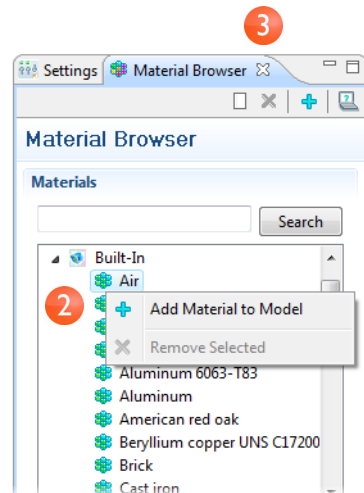 3
Settings Material Browser
Material Browser
Materials
Search
Built-In
Air
2
Add Material to Model
Remove Selected
Aluminum 6063-T83
Aluminum
American red oak
Beryllium copper UNS C17200
Brick
Cast iron